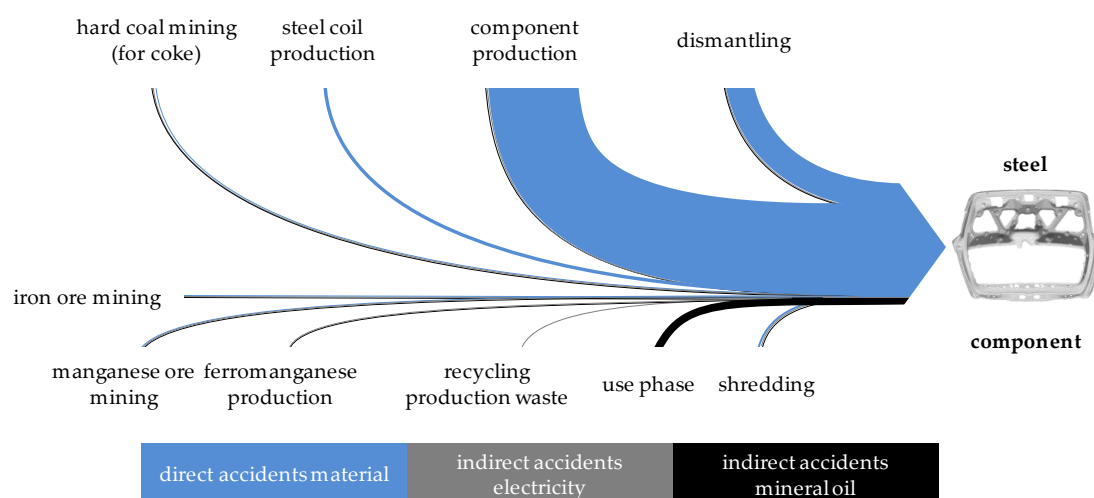 hard coal mining
(for coke)
steel coil
production
component
production
dismantling
steel
iron ore mining
component
manganese ore
mining
ferromanganese
production
recycling
production waste
use phase
shredding
direct accidents material
indirect accidents
electricity
indirect accidents
mineral oil